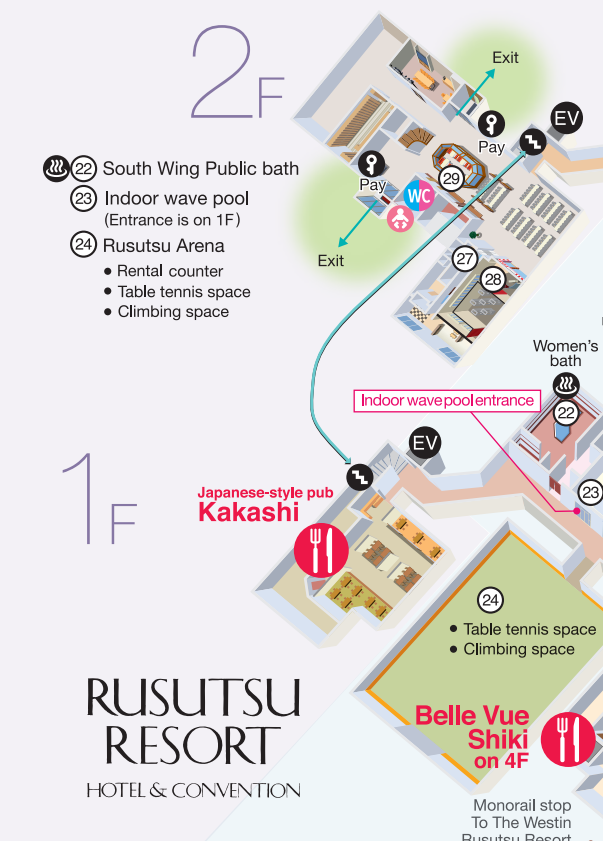 2F
22 South Wing Public bath
23 Indoor wave pool
(Entrance is on 1F)
24 Rusutsu Arena
• Rental counter
• Table tennis space
• Climbing space
Exit
EV
Pay
Pay
29
WC
Exit
27
28
Women's
bath
22
Indoor wave pool entrance
23
1F
EV
Japanese-style pub
Kakashi
24
• Table tennis space
• Climbing space
Belle Vue
Shiki
on 4F
RUSUTSU
RESORT
HOTEL & CONVENTION
Monorail stop
To The Westin
Rusutsu Resort